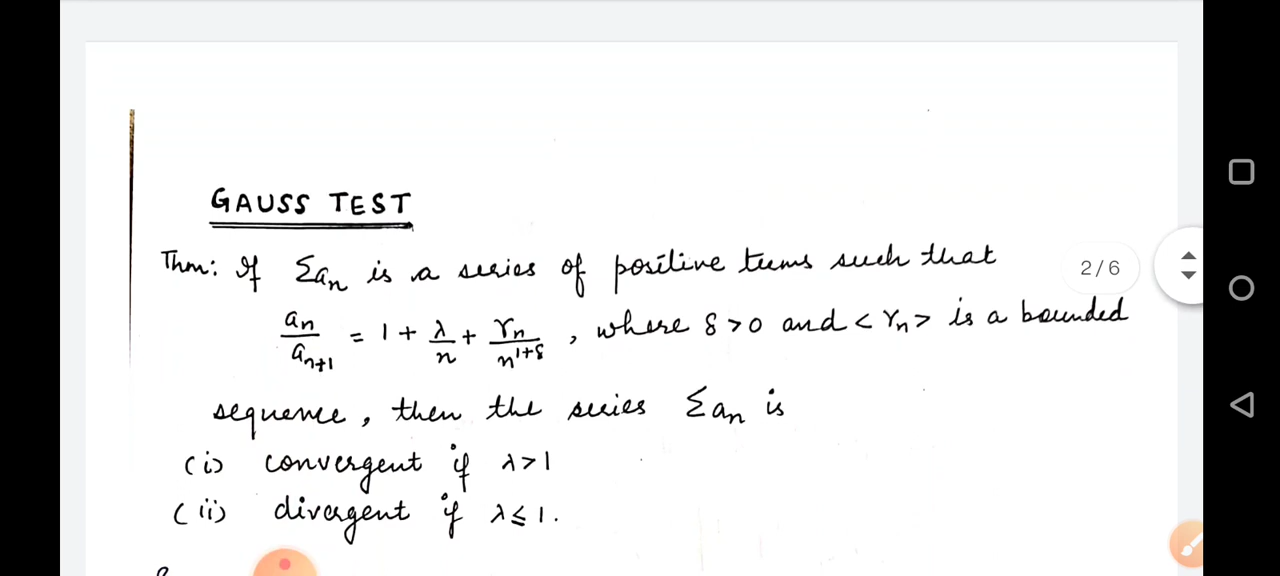 GAUSS TEST
Thm: If Σaₙ is a series of positive terms such that
2/6
aₙ/aₙ₊₁ = 1 + λ/n + γₙ/n^(1+δ), where δ>0 and <γₙ> is a bounded
sequence, then the series Σaₙ is
(i) convergent if λ>1
(ii) divergent if λ≤1.